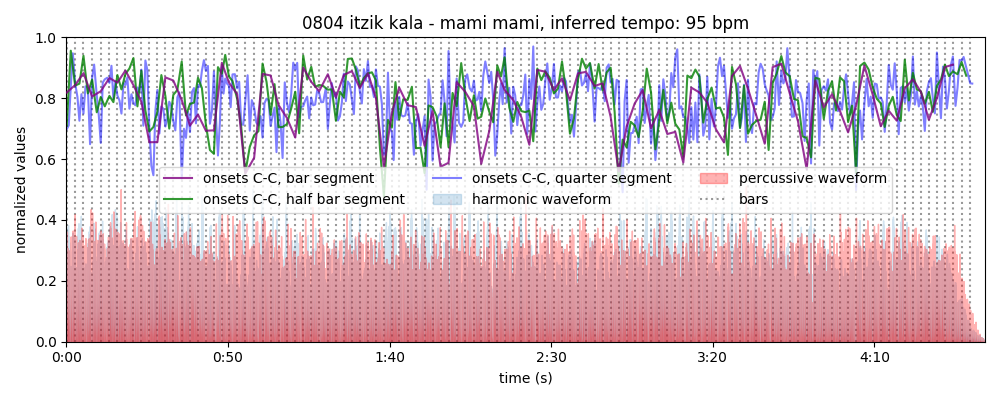 0804 itzik kala - mami mami, inferred tempo: 95 bpm
1.0
0.8
0.6
0.4
0.2
0.0
normalized values
onsets C-C, bar segment
onsets C-C, half bar segment
onsets C-C, quarter segment
harmonic waveform
percussive waveform
bars
0:00 0:50 1:40 2:30 3:20 4:10
time (s)